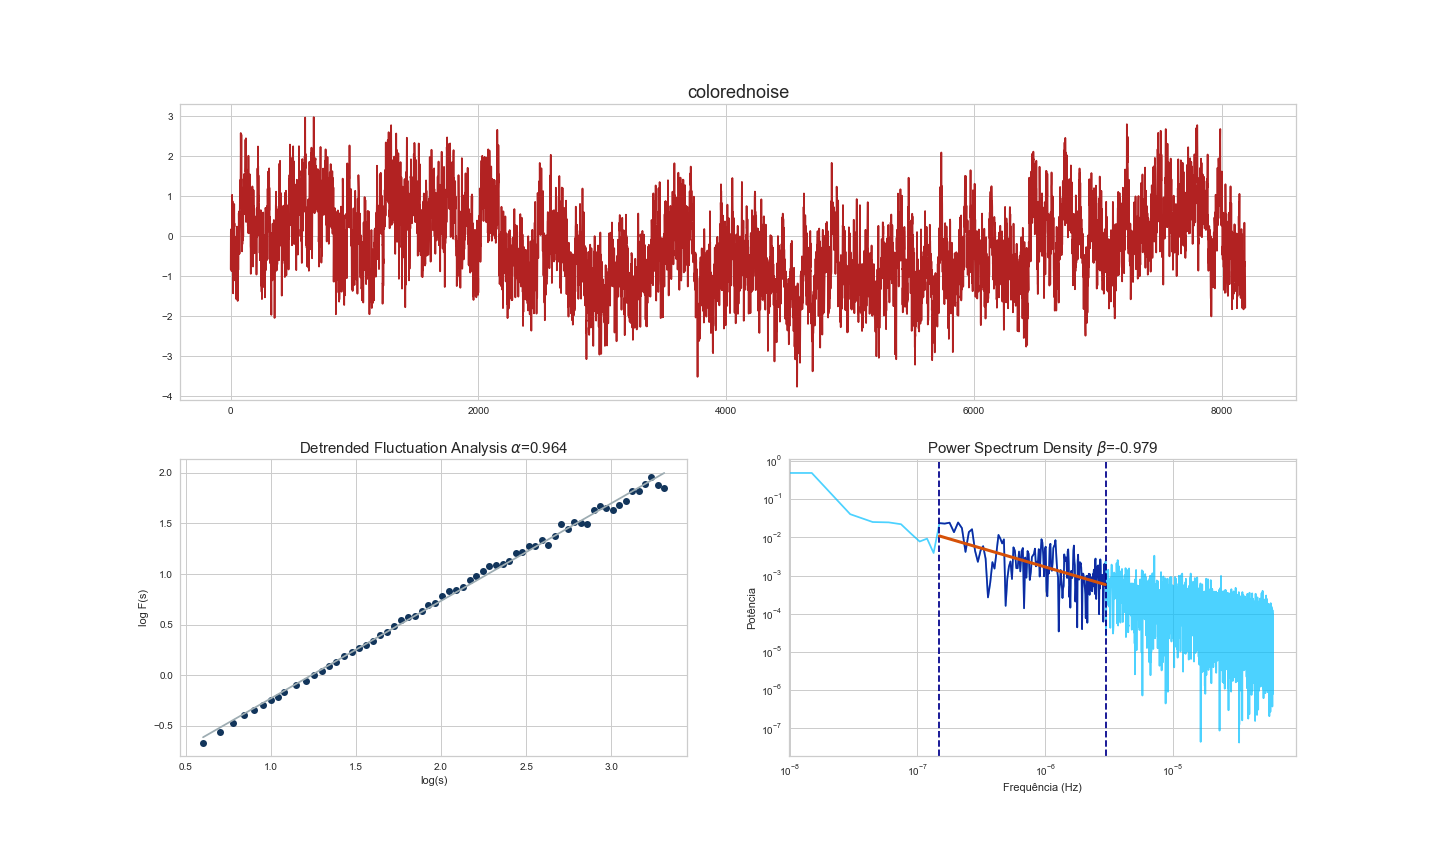 colorednoise
3
2
1
0
−1
−2
−3
−4
0 2000 4000 6000 8000
Detrended Fluctuation Analysis α=0.964
2.0
1.5
1.0
0.5
0.0
−0.5
log F(s)
0.5 1.0 1.5 2.0 2.5 3.0
log(s)
Power Spectrum Density β=-0.979
10⁰
10⁻¹
10⁻²
10⁻³
10⁻⁴
10⁻⁵
10⁻⁶
10⁻⁷
Potência
10⁻⁸ 10⁻⁷ 10⁻⁶ 10⁻⁵
Frequência (Hz)